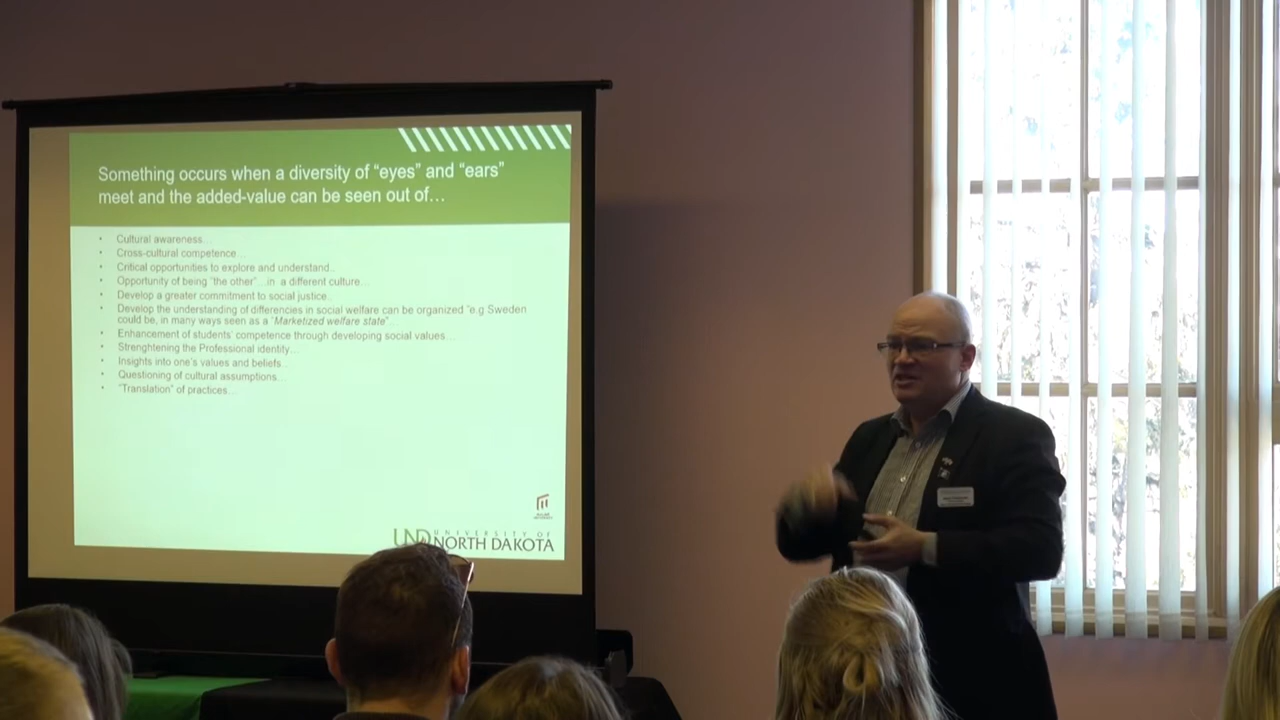 Something occurs when a diversity of “eyes” and “ears”
meet and the added-value can be seen out of…
• Cultural awareness…
• Cross-cultural competence…
• Critical opportunities to explore and understand…
• Opportunity of being “the other”…in a different culture…
• Develop a greater commitment to social justice…
• Develop the understanding of differencies in social welfare can be organized “e.g Sweden
could be, in many ways seen as a “Marketized welfare state”…
• Enhancement of students’ competence through developing social values…
• Strenghtening the Professional identity…
• Insights into one’s values and beliefs…
• Questioning of cultural assumptions…
• “Translation” of practices…
UND UNIVERSITY OF
NORTH DAKOTA